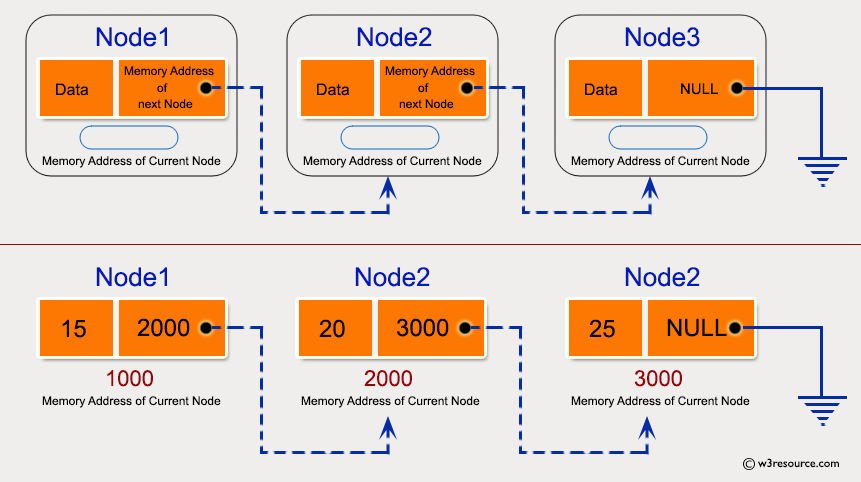 Node1
Data
Memory Address
of
next Node
Memory Address of Current Node
Node2
Data
Memory Address
of
next Node
Memory Address of Current Node
Node3
Data
NULL
Memory Address of Current Node
Node1
15
2000
1000
Memory Address of Current Node
Node2
20
3000
2000
Memory Address of Current Node
Node2
25
NULL
3000
Memory Address of Current Node
© w3resource.com